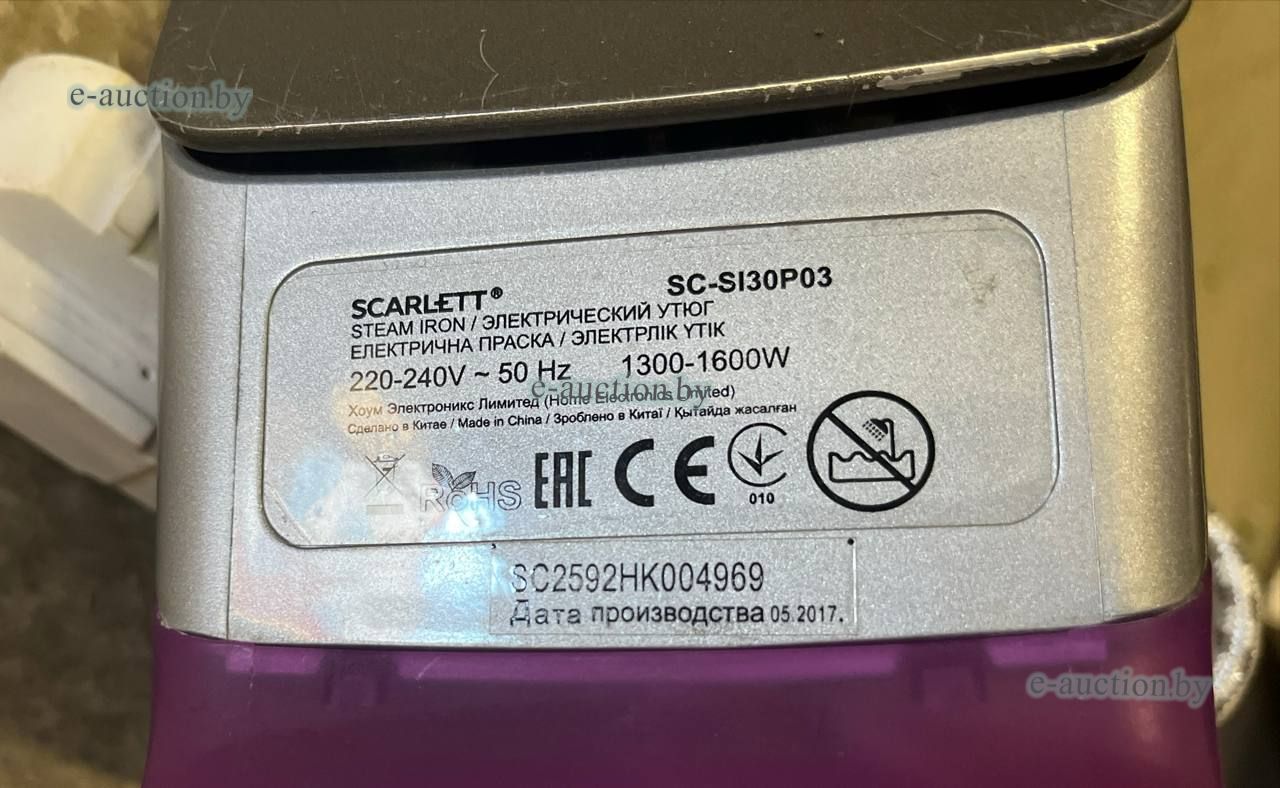 e-auction.by
SCARLETT® SC-SI30P03
STEAM IRON / ЭЛЕКТРИЧЕСКИЙ УТЮГ
ЕЛЕКТРИЧНА ПРАСКА / ЭЛЕКТРЛІК ҮТІК
220-240V ~ 50 Hz 1300-1600W
e-auction.by
Хоум Электроникс Лимитед (Home Electronics Limited)
Сделано в Китае / Made in China / Зроблено в Китаї / Қытайда жасалған
RoHS EAC CE
010
SC2592HK004969
Дата производства 05.2017.
e-auction.by